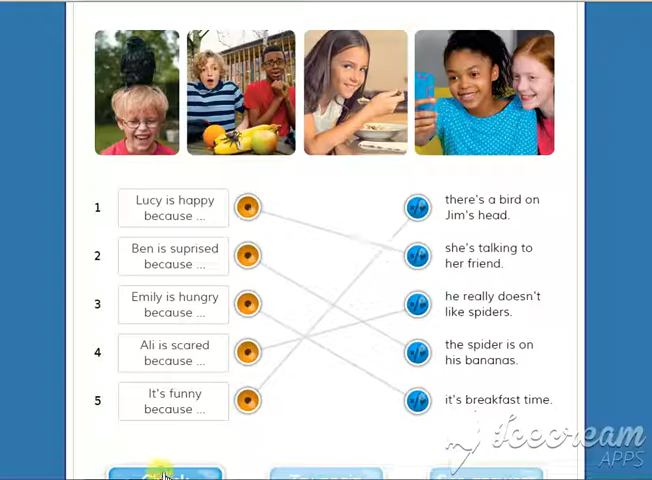 1 Lucy is happy
because ...
there's a bird on
Jim's head.
2 Ben is suprised
because ...
she's talking to
her friend.
3 Emily is hungry
because ...
he really doesn't
like spiders.
4 Ali is scared
because ...
the spider is on
his bananas.
5 It's funny
because ...
it's breakfast time.
Icecream
APPS